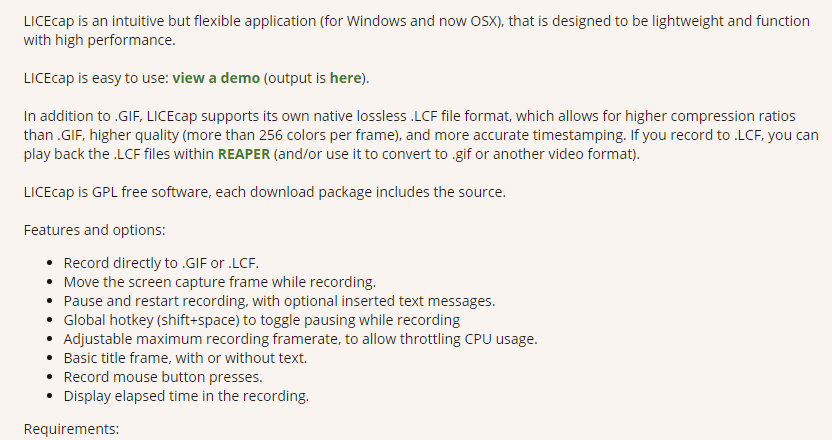 LICEcap is an intuitive but flexible application (for Windows and now OSX), that is designed to be lightweight and function
with high performance.
LICEcap is easy to use: view a demo (output is here).
In addition to .GIF, LICEcap supports its own native lossless .LCF file format, which allows for higher compression ratios
than .GIF, higher quality (more than 256 colors per frame), and more accurate timestamping. If you record to .LCF, you can
play back the .LCF files within REAPER (and/or use it to convert to .gif or another video format).
LICEcap is GPL free software, each download package includes the source.
Features and options:
• Record directly to .GIF or .LCF.
• Move the screen capture frame while recording.
• Pause and restart recording, with optional inserted text messages.
• Global hotkey (shift+space) to toggle pausing while recording
• Adjustable maximum recording framerate, to allow throttling CPU usage.
• Basic title frame, with or without text.
• Record mouse button presses.
• Display elapsed time in the recording.
Requirements: